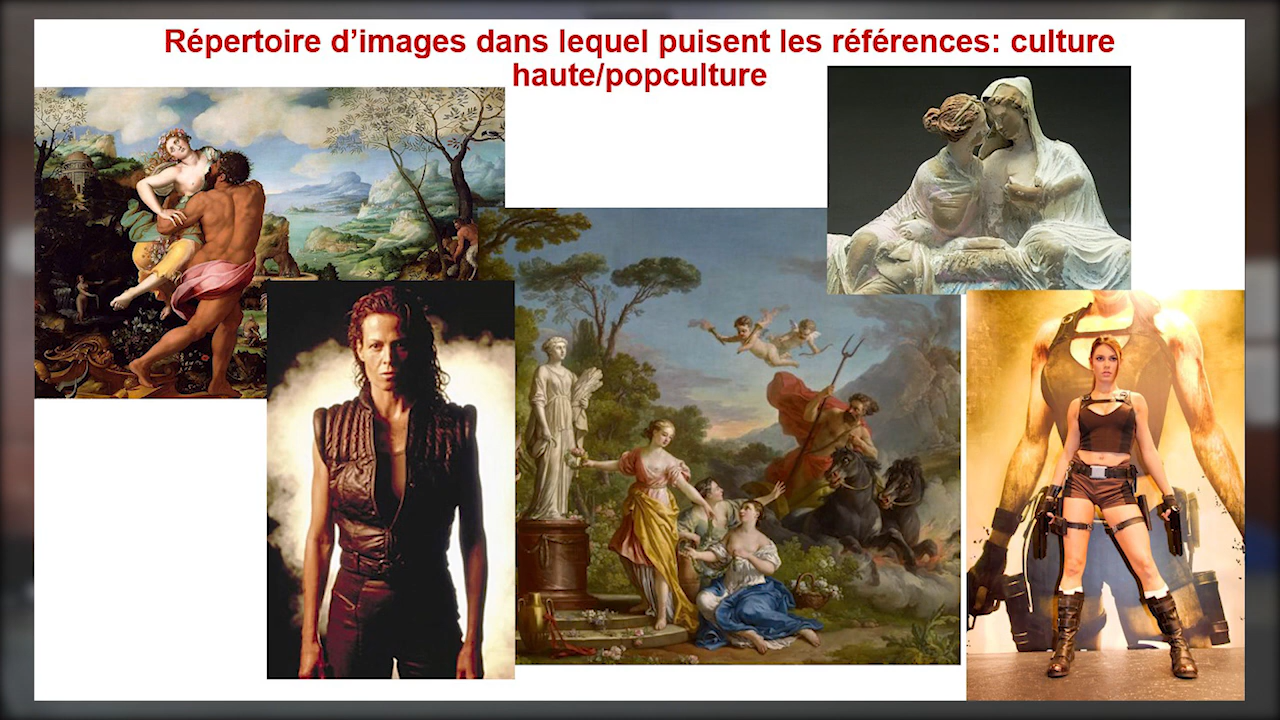 Répertoire d’images dans lequel puisent les références: culture
haute/popculture